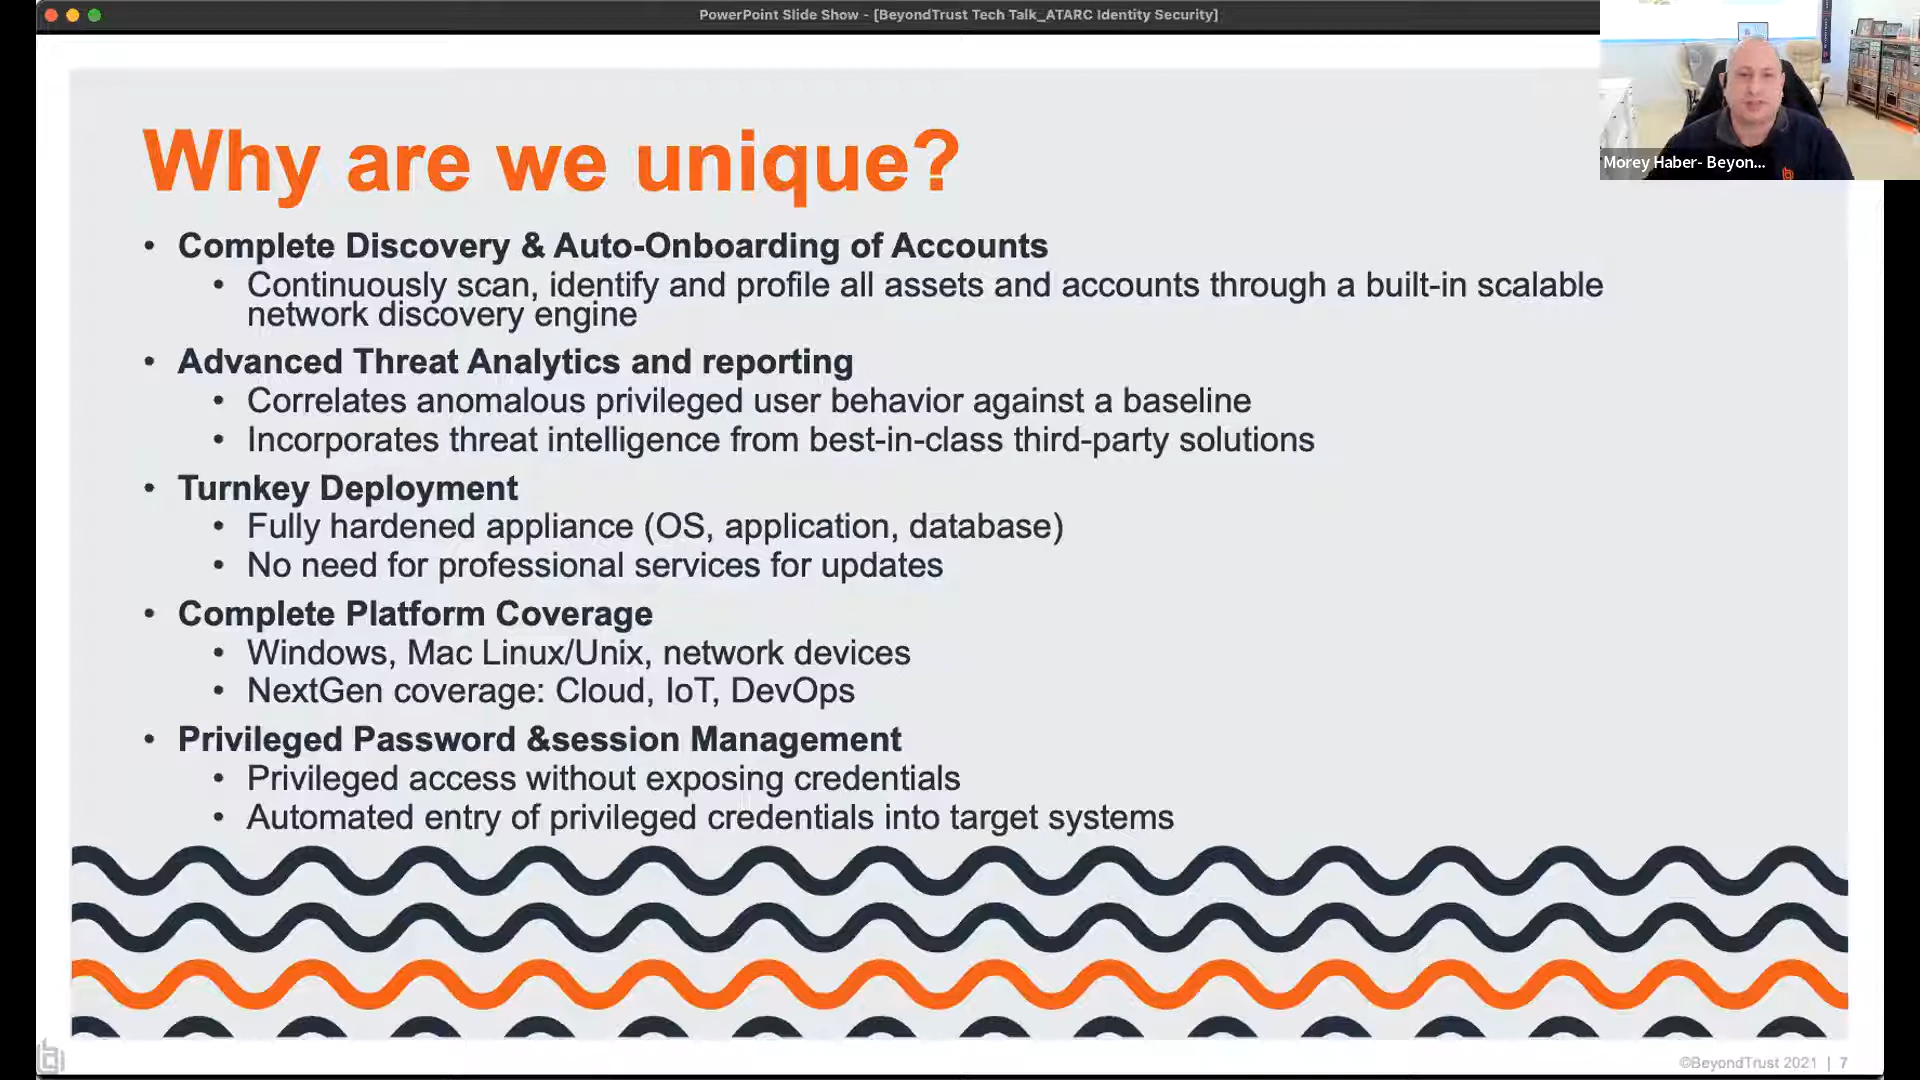 PowerPoint Slide Show - [BeyondTrust Tech Talk_ATARC Identity Security]
Morey Haber- Beyon...
Why are we unique?
• Complete Discovery & Auto-Onboarding of Accounts
• Continuously scan, identify and profile all assets and accounts through a built-in scalable
network discovery engine
• Advanced Threat Analytics and reporting
• Correlates anomalous privileged user behavior against a baseline
• Incorporates threat intelligence from best-in-class third-party solutions
• Turnkey Deployment
• Fully hardened appliance (OS, application, database)
• No need for professional services for updates
• Complete Platform Coverage
• Windows, Mac Linux/Unix, network devices
• NextGen coverage: Cloud, IoT, DevOps
• Privileged Password &session Management
• Privileged access without exposing credentials
• Automated entry of privileged credentials into target systems
©BeyondTrust 2021 | 7